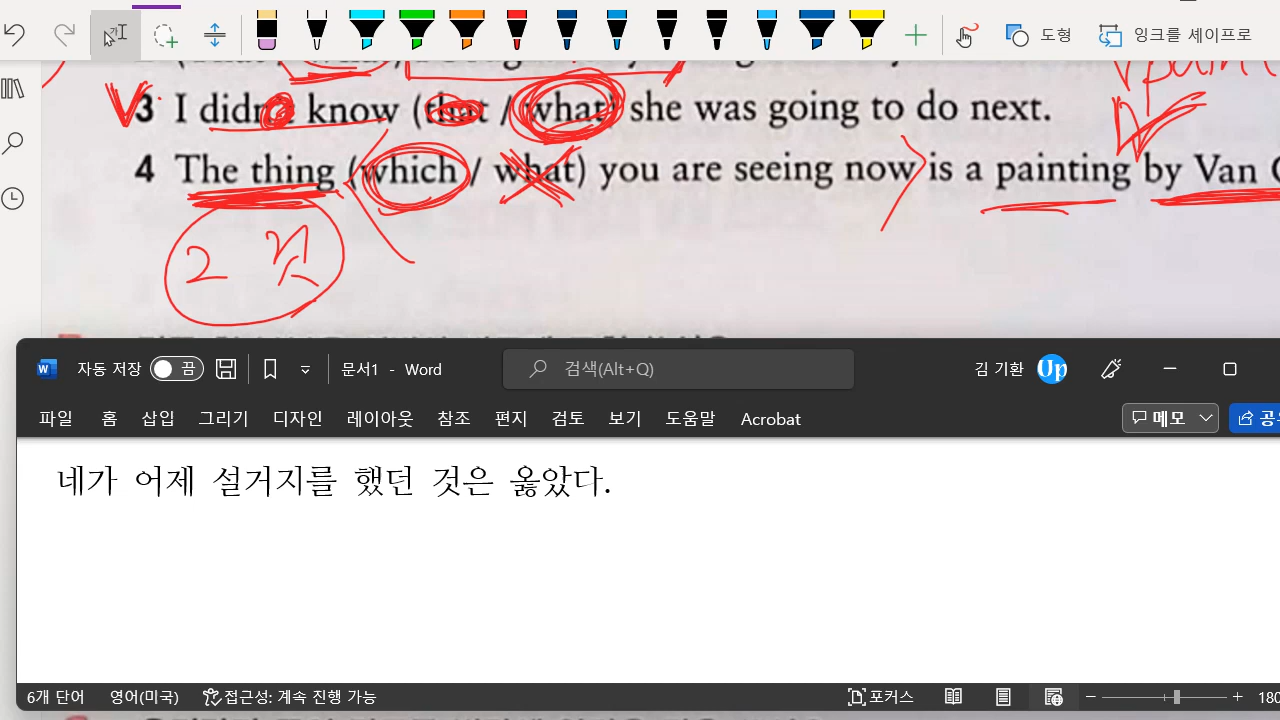 도형
잉크를 셰이프로
3 I didn't know (that / what) she was going to do next.
4 The thing (which / what) you are seeing now is a painting by Van
그 것
자동 저장 끔 문서1 - Word 검색(Alt+Q) 김 기환 Up
파일 홈 삽입 그리기 디자인 레이아웃 참조 편지 검토 보기 도움말 Acrobat 메모
네가 어제 설거지를 했던 것은 옳았다.
6개 단어 영어(미국) 접근성: 계속 진행 가능 포커스 180